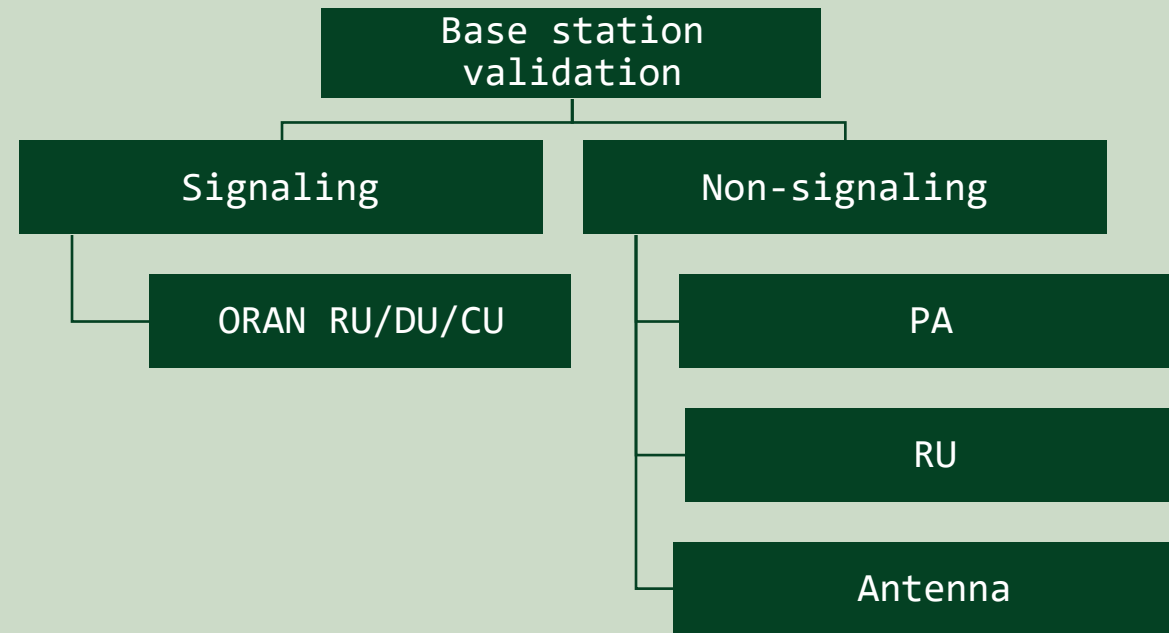 Base station
validation
Signaling
Non-signaling
ORAN RU/DU/CU
PA
RU
Antenna